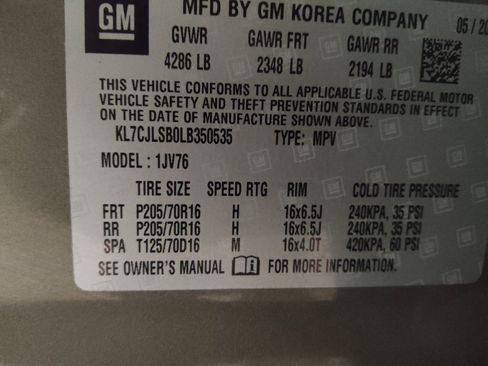 GM MFD BY GM KOREA COMPANY 05/20
GVWR GAWR FRT GAWR RR
4286 LB 2348 LB 2194 LB
THIS VEHICLE CONFORMS TO ALL APPLICABLE U.S. FEDERAL MOTOR
VEHICLE SAFETY AND THEFT PREVENTION STANDARDS IN EFFECT
ON THE DATE OF MANUFACTURE SHOWN ABOVE.
KL7CJLSB0LB350535 TYPE: MPV
MODEL: 1JV76
TIRE SIZE SPEED RTG RIM COLD TIRE PRESSURE
FRT P205/70R16 H 16x6.5J 240KPA, 35 PSI
RR P205/70R16 H 16x6.5J 240KPA, 35 PSI
SPA T125/70D16 M 16x4.0T 420KPA, 60 PSI
SEE OWNER'S MANUAL FOR MORE INFORMATION.